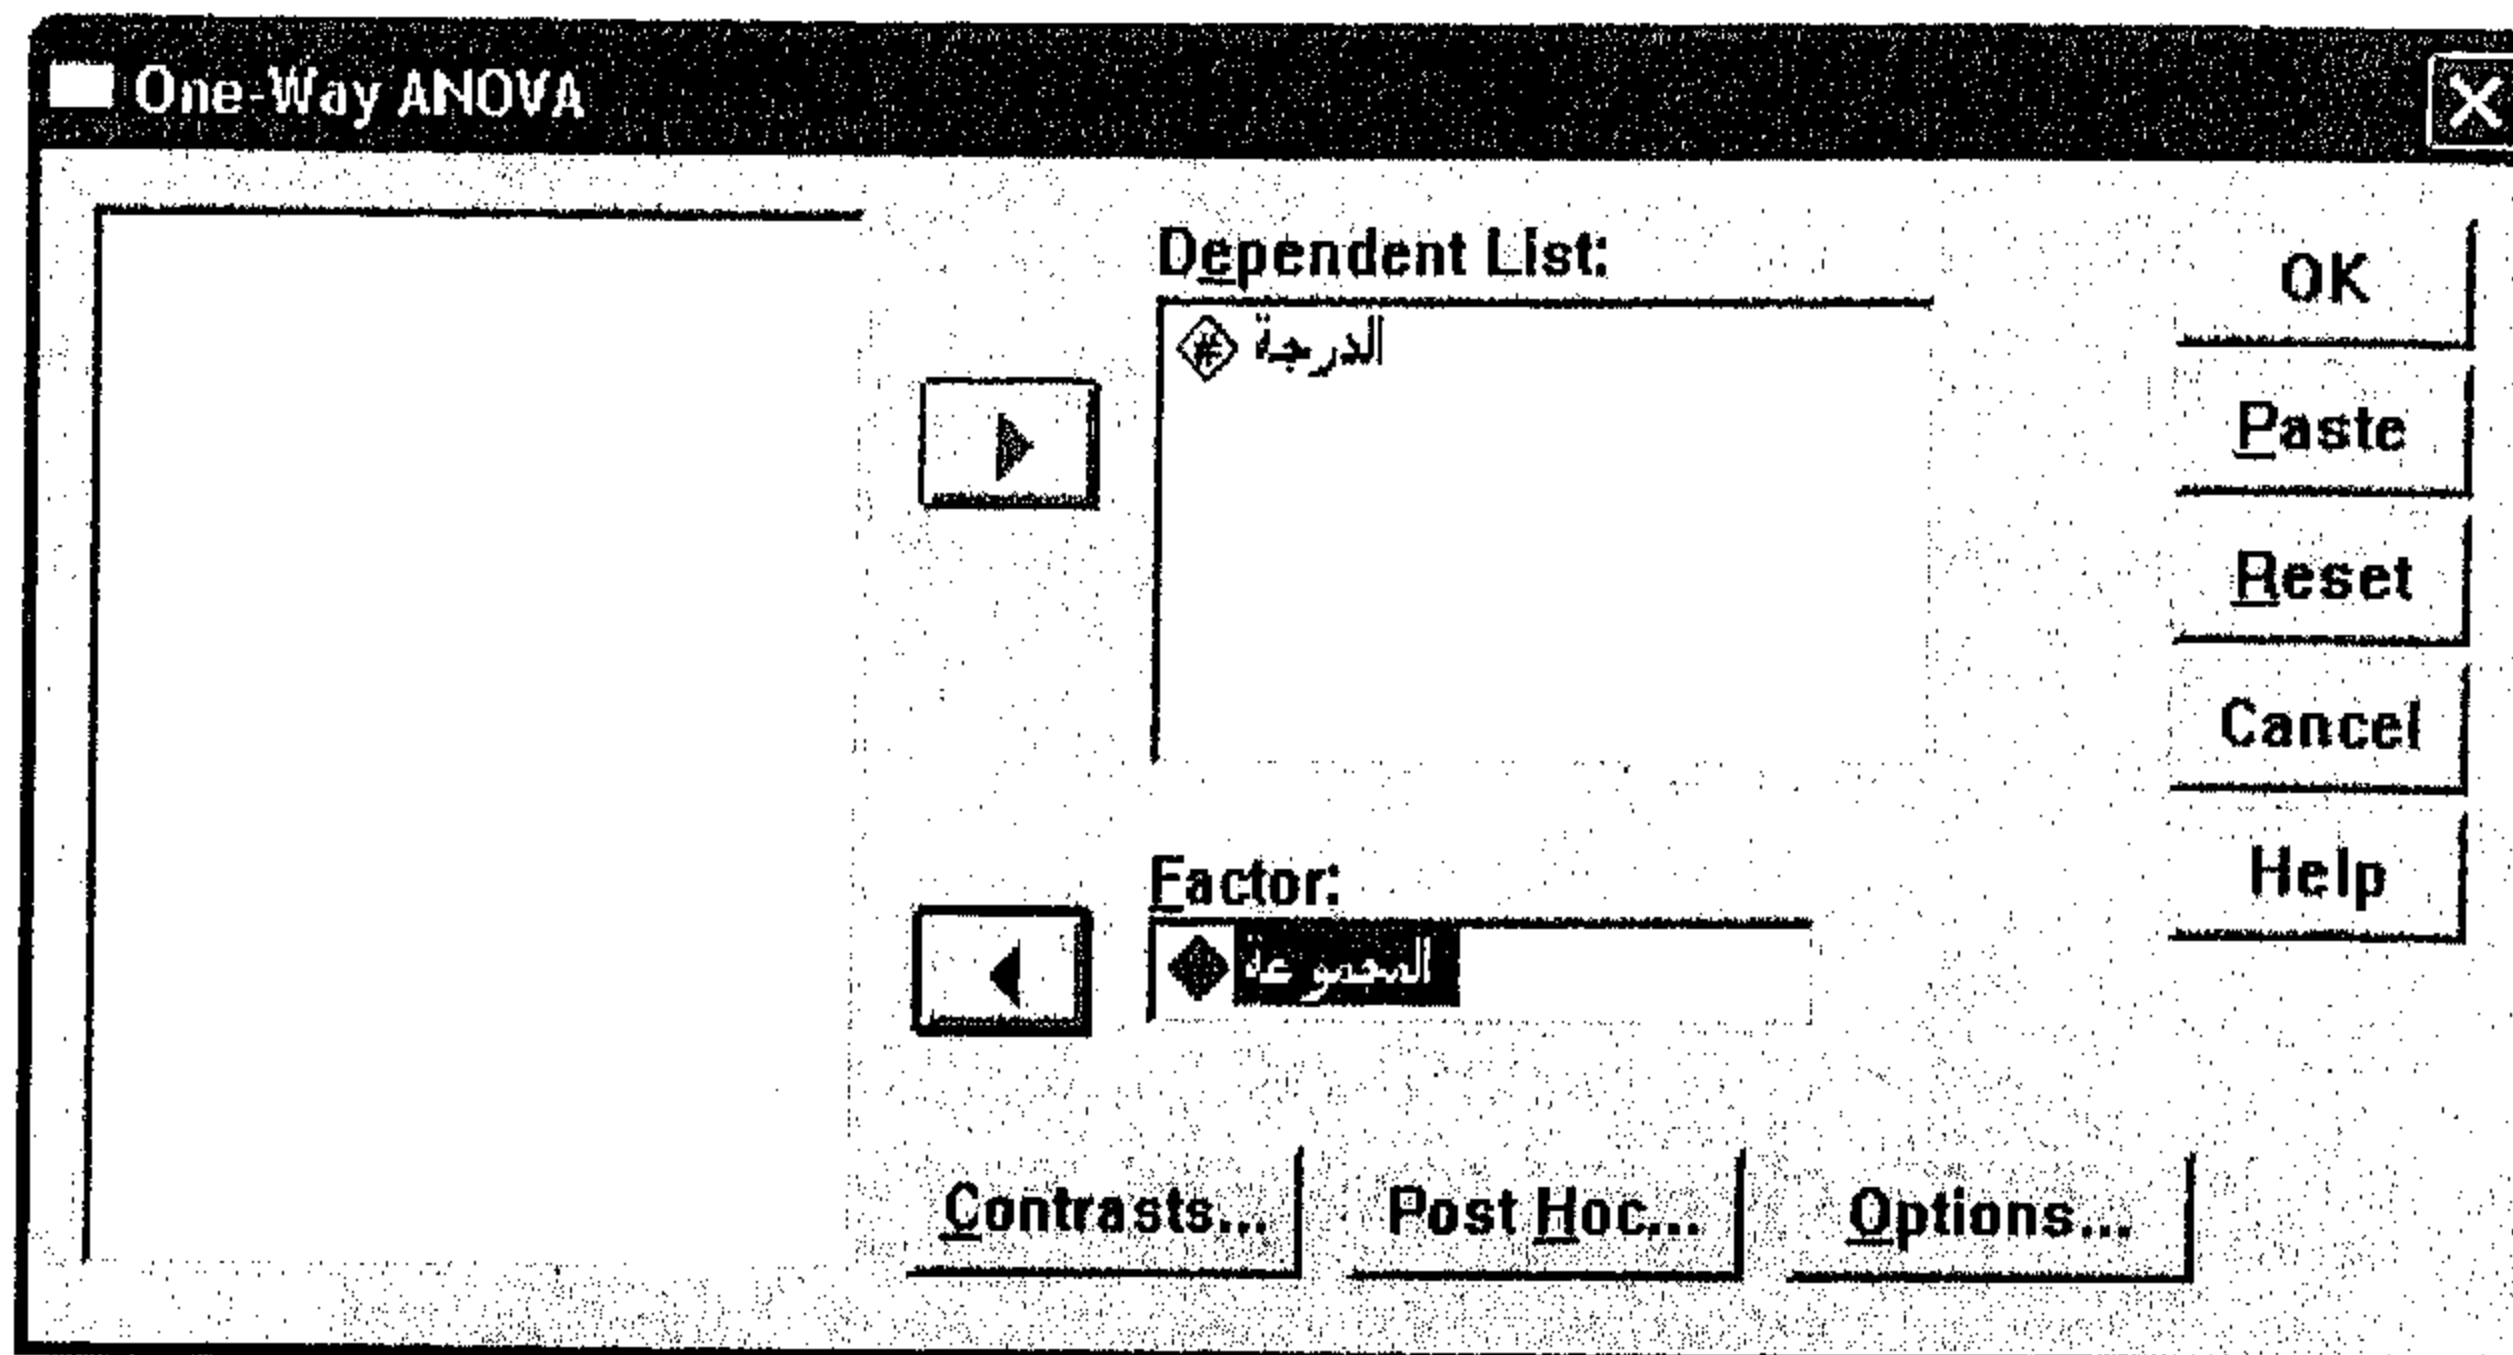 One-Way ANOVA
Dependent List:
الدرجة
Factor:
المجموعة
OK
Paste
Reset
Cancel
Help
Contrasts...
Post Hoc...
Options...